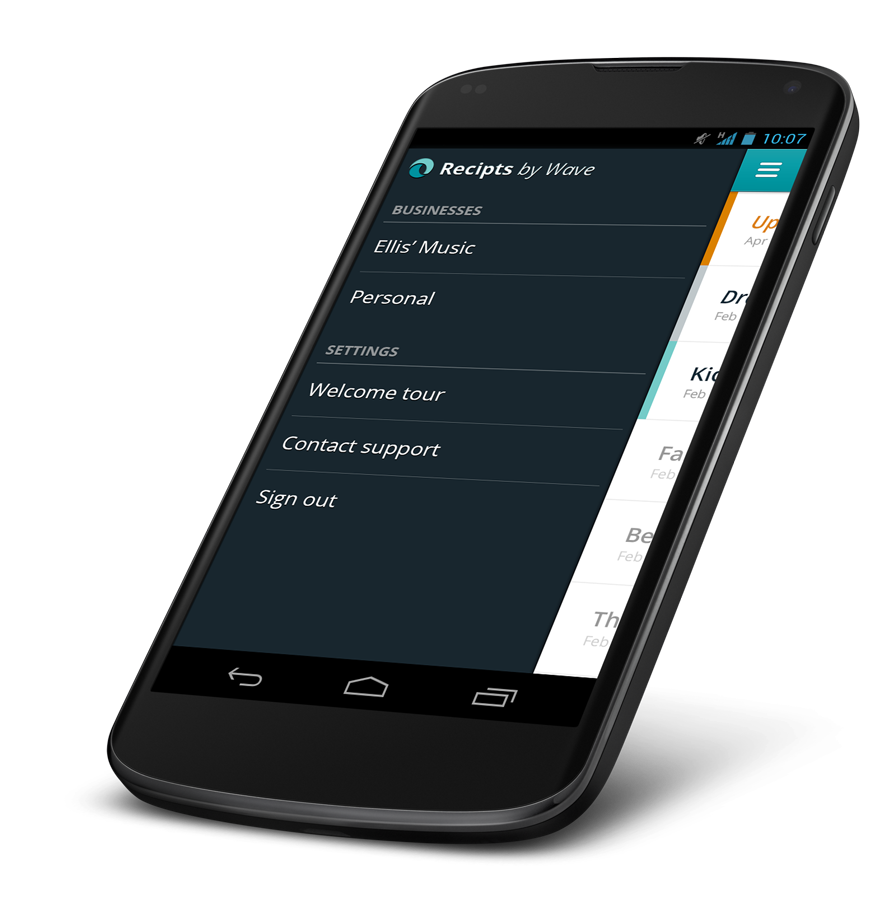 H 10:07
Recipts by Wave
BUSINESSES
Ellis’ Music
Personal
SETTINGS
Welcome tour
Contact support
Sign out
Up
Apr
Dr
Feb
Kid
Feb
Fa
Feb
Be
Feb
Th
Feb